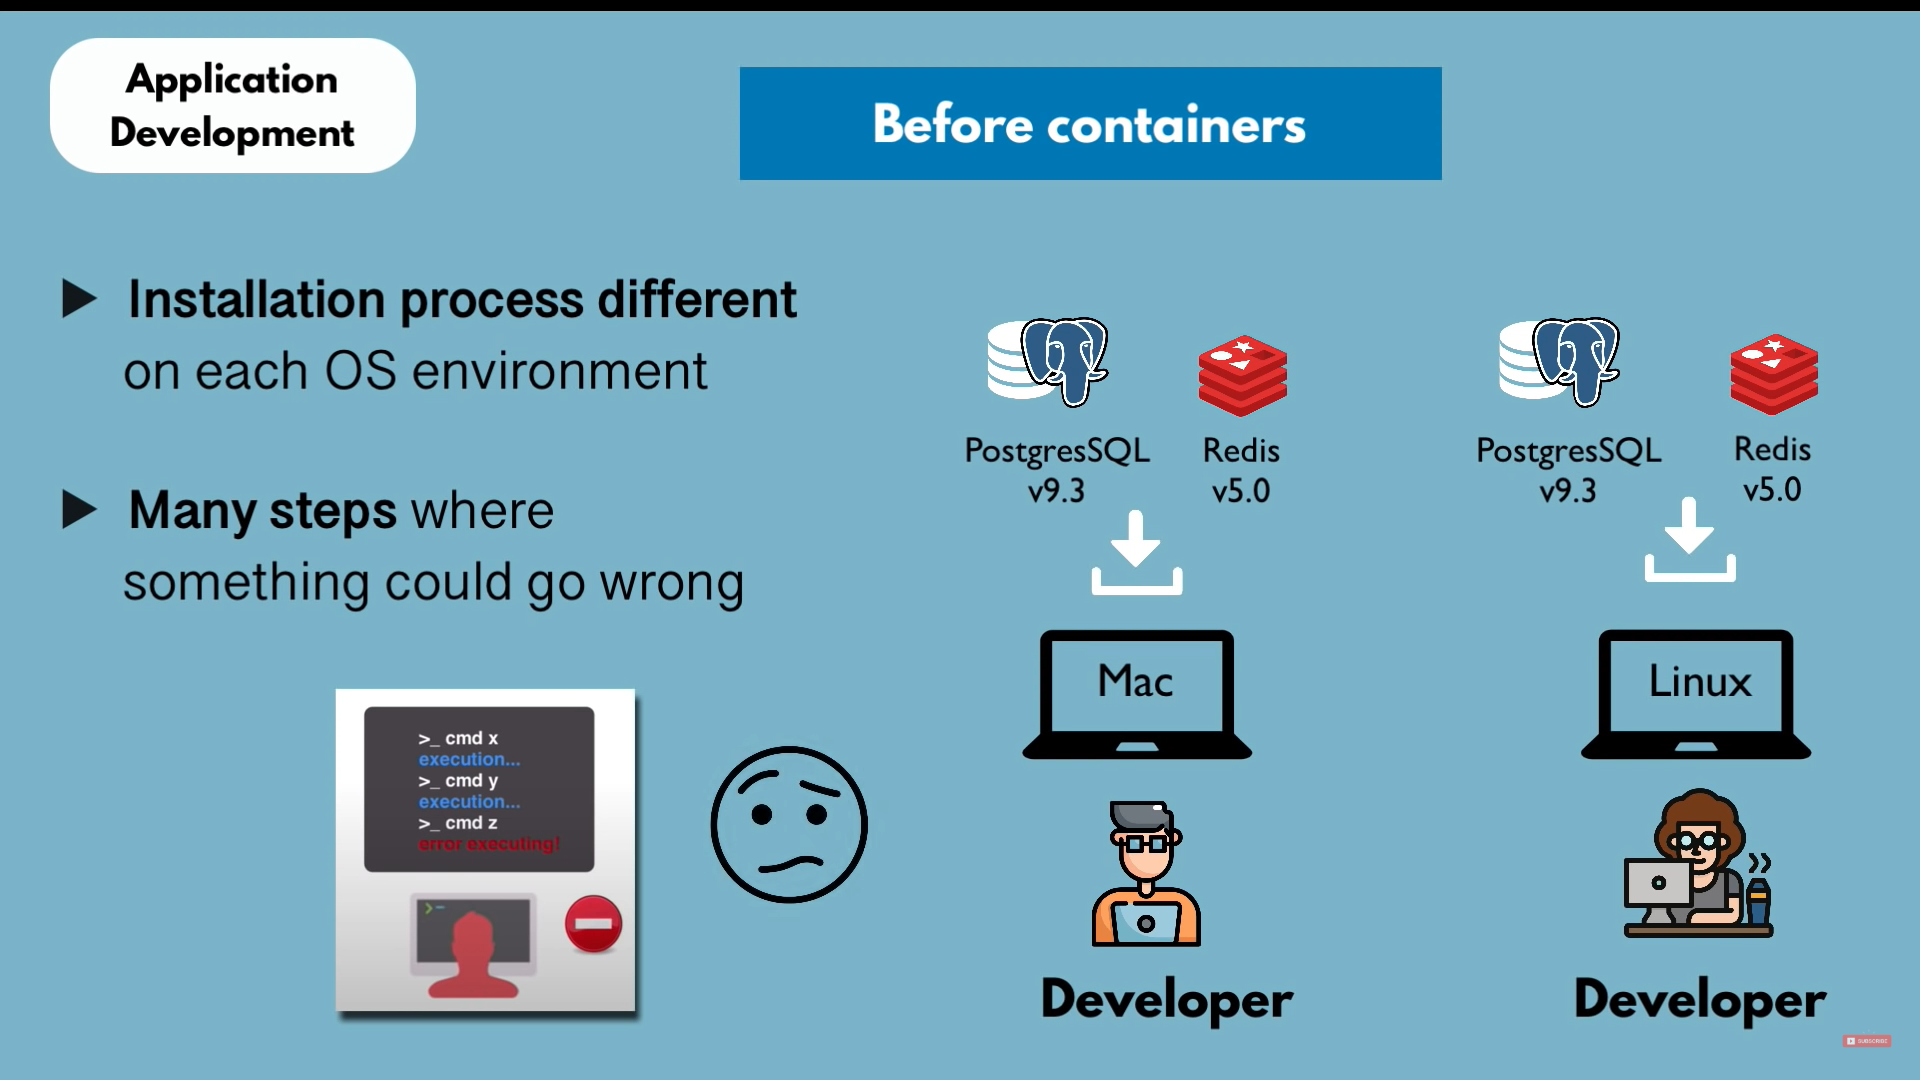 Application
Development
Before containers
Installation process different
on each OS environment
Many steps where
something could go wrong
PostgresSQL
v9.3
Redis
v5.0
PostgresSQL
v9.3
Redis
v5.0
Mac
Linux
>_ cmd x
execution...
>_ cmd y
execution...
>_ cmd z
error executing!
Developer
Developer
SUBSCRIBE